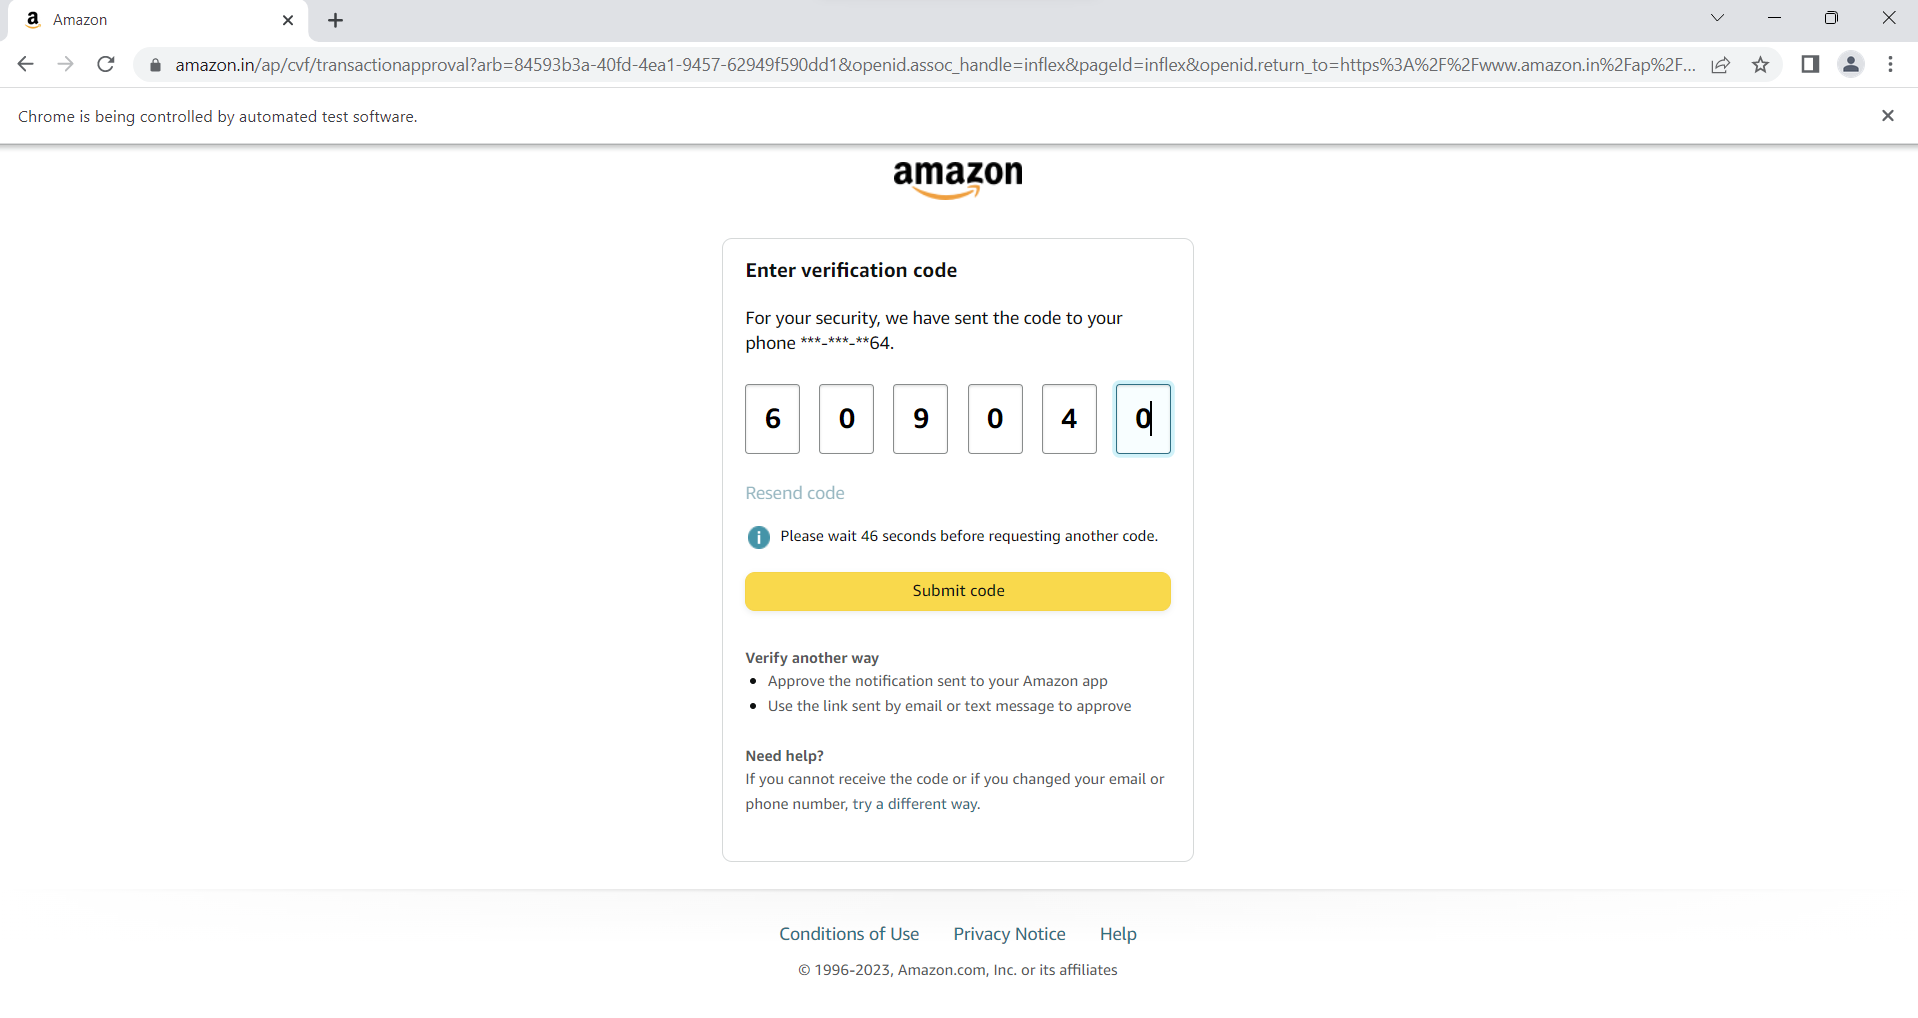 Amazon
amazon.in/ap/cvf/transactionapproval?arb=84593b3a-40fd-4ea1-9457-62949f590dd1&openid.assoc_handle=inflex&pageId=inflex&openid.return_to=https%3A%2F%2Fwww.amazon.in%2Fap%2F...
Chrome is being controlled by automated test software.
amazon
Enter verification code
For your security, we have sent the code to your
phone ***-***-**64.
6 0 9 0 4 0
Resend code
Please wait 46 seconds before requesting another code.
Submit code
Verify another way
• Approve the notification sent to your Amazon app
• Use the link sent by email or text message to approve
Need help?
If you cannot receive the code or if you changed your email or
phone number, try a different way.
Conditions of Use Privacy Notice Help
© 1996-2023, Amazon.com, Inc. or its affiliates